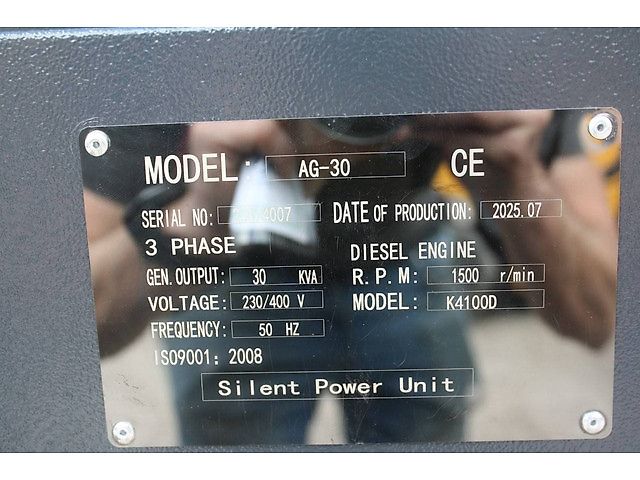 MODEL: AG-30 CE
SERIAL NO: DATE OF PRODUCTION: 2025.07
3 PHASE DIESEL ENGINE
GEN. OUTPUT: 30 KVA R.P.M: 1500 r/min
VOLTAGE: 230/400 V MODEL: K4100D
FREQUENCY: 50 HZ
ISO9001: 2008
Silent Power Unit